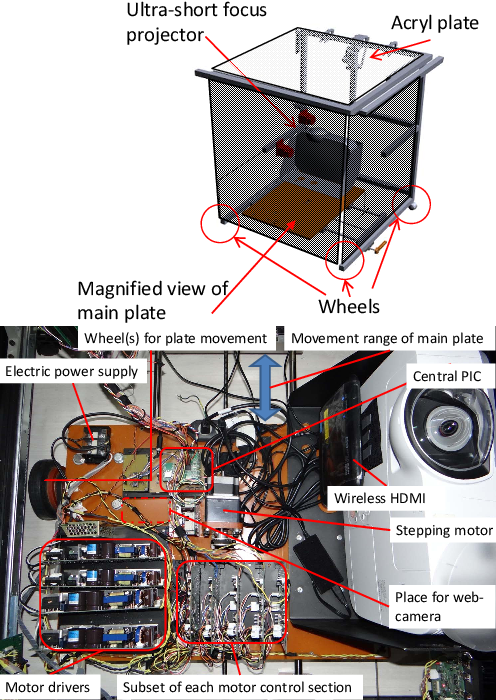 Ultra-short focus
projector
Acryl plate
Magnified view of
main plate
Wheels
Wheel(s) for plate movement
Movement range of main plate
Electric power supply
Central PIC
Wireless HDMI
Stepping motor
Place for web-
camera
Motor drivers
Subset of each motor control section